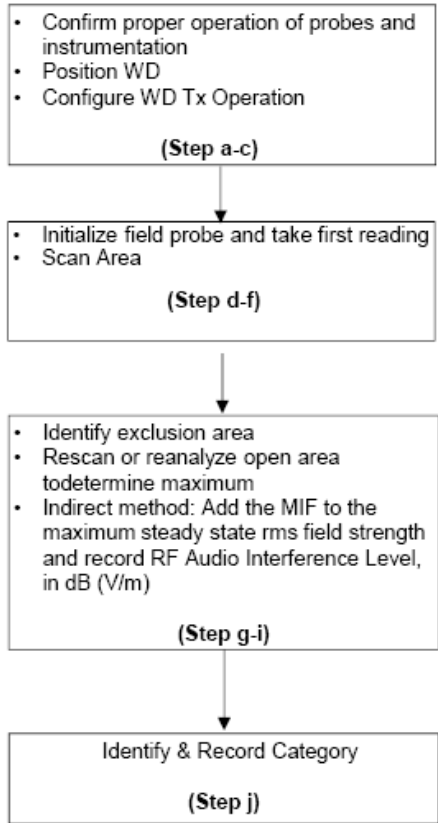 • Confirm proper operation of probes and
instrumentation
• Position WD
• Configure WD Tx Operation
(Step a-c)
• Initialize field probe and take first reading
• Scan Area
(Step d-f)
• Identify exclusion area
• Rescan or reanalyze open area
todetermine maximum
• Indirect method: Add the MIF to the
maximum steady state rms field strength
and record RF Audio Interference Level,
in dB (V/m)
(Step g-i)
Identify & Record Category
(Step j)